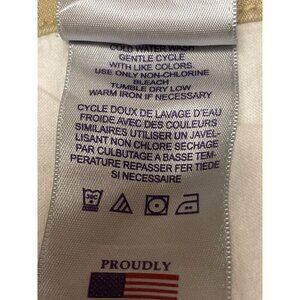 COLD WATER WASH
GENTLE CYCLE
WITH LIKE COLORS.
USE ONLY NON-CHLORINE
BLEACH
TUMBLE DRY LOW
WARM IRON IF NECESSARY
CYCLE DOUX DE LAVAGE D'EAU
FROIDE AVEC DES COULEURS
SIMILAIRES UTILISER UN JAVEL-
LISANT NON CHLORE SECHAGE
PAR CULBUTAGE A BASSE TEM-
PERATURE REPASSER FER TIEDE
SI NECESSAIRE
30C
PROUDLY